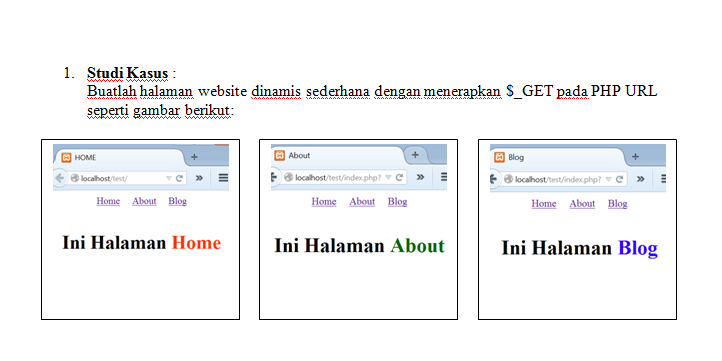 1. Studi Kasus :
Buatlah halaman website dinamis sederhana dengan menerapkan $_GET pada PHP URL
seperti gambar berikut:
HOME
localhost/test/
Home About Blog
Ini Halaman Home
About
localhost/test/index.php?
Home About Blog
Ini Halaman About
Blog
localhost/test/index.php?
Home About Blog
Ini Halaman Blog